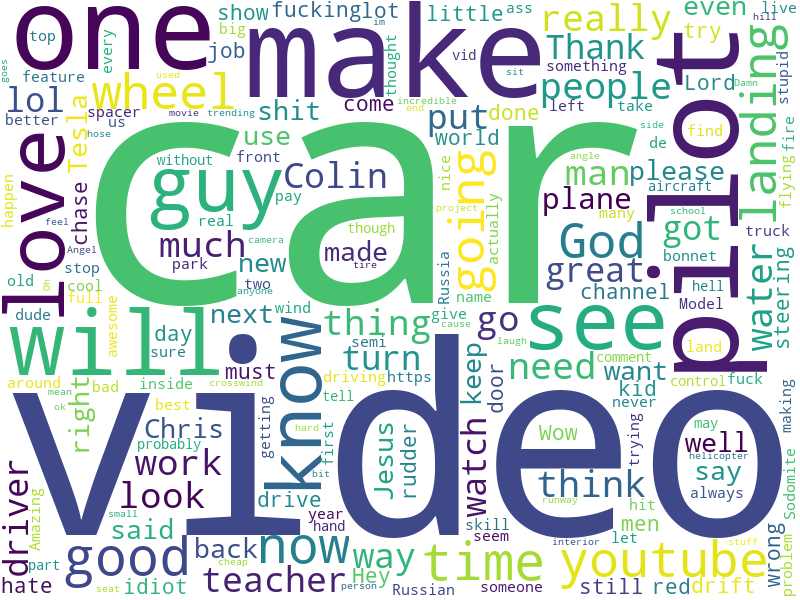 one
job
show
fuckinglot
little
ass
even
live
top
every
big
im
thought
vid
really
try
hill
goes
feature
make
Thank
something
Lord
Damn
stupid
wheel
lol
better
us
spacer
used
movie
trending
shit
come
incredible
end
sit
people
left
take
pilot
landing
hose
love
Tesla
chase
use
car
put
done
world
find
fire
flying
without
front
guy
Colin
pay
real
going
nice
angle
side
de
man
please
aircraft
happen
feel
Angel
much
park
camera
made
though
tire
project
actually
plane
many
God
got
school
bonnet
truck
old
stop
cool
new
two
anyone
Russia
great
channel
hell
Model
water
steering
Oh
full
dude
awesome
day
sure
next
wind
thing
name
give
cause
go
see
land
will
crosswind
must
know
semi
turn
laugh
need
comment
want
control
fuck
around
mean
ok
bad
inside
driving
https
tell
keep
door
kid
never
making
right
best
getting
hard
first
bit
video
Chris
probably
work
look
Jesus
rudder
watch
Wow
think
trying
may
well
helicopter
say
always
driver
Amazing
small
said
drive
year
hand
skill
seem
runway
hit
men
let
wrong
problem
Sodomite
part
hate
good
idiot
back
cheap
seat
teacher
now
Hey
person
way
Russian
time
someone
youtube
still
interior
red
stuff
drift